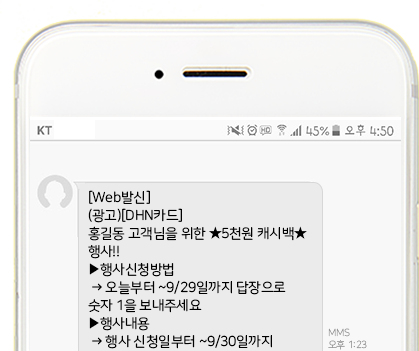 KT 45% 오후 4:50
[Web발신]
(광고)[DHN카드]
홍길동 고객님을 위한 ★5천원 캐시백★
행사!!
▶행사신청방법
→ 오늘부터 ~9/29일까지 답장으로
숫자 1을 보내주세요
▶행사내용
→ 행사 신청일부터 ~9/30일까지
MMS
오후 1:23